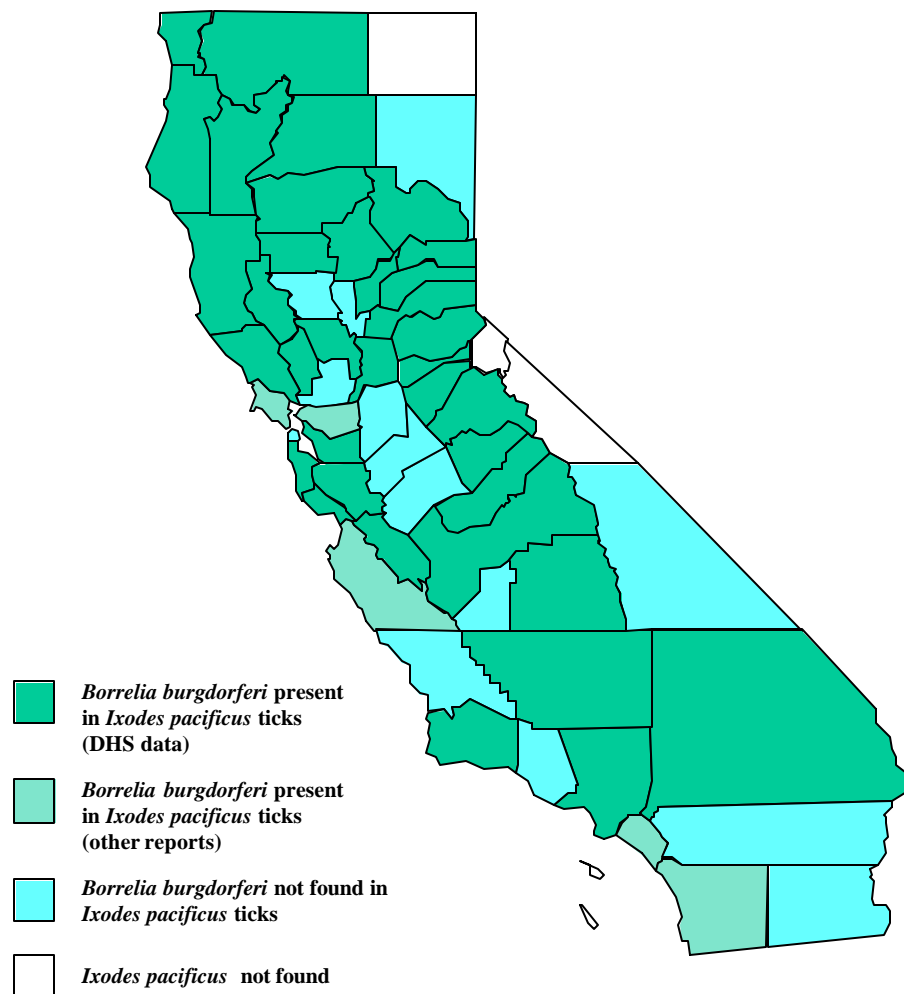 Borrelia burgdorferi present
in Ixodes pacificus ticks
(DHS data)
Borrelia burgdorferi present
in Ixodes pacificus ticks
(other reports)
Borrelia burgdorferi not found in
Ixodes pacificus ticks
Ixodes pacificus not found